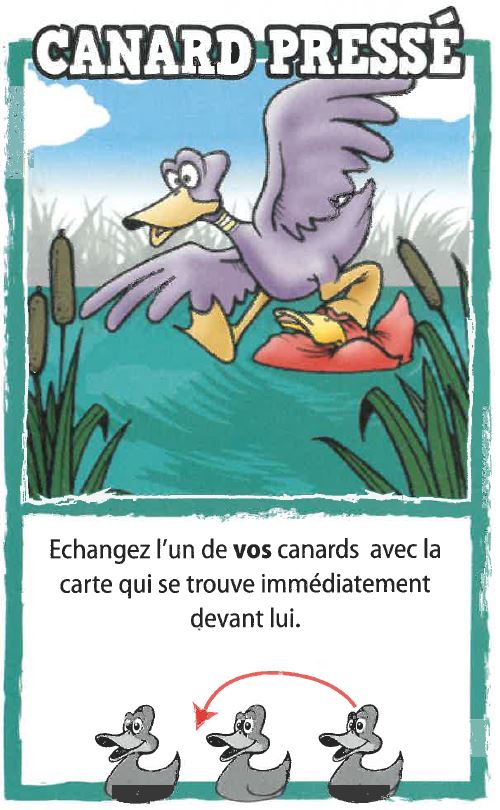 CANARD PRESSÉ
Echangez l'un de vos canards avec la
carte qui se trouve immédiatement
devant lui.